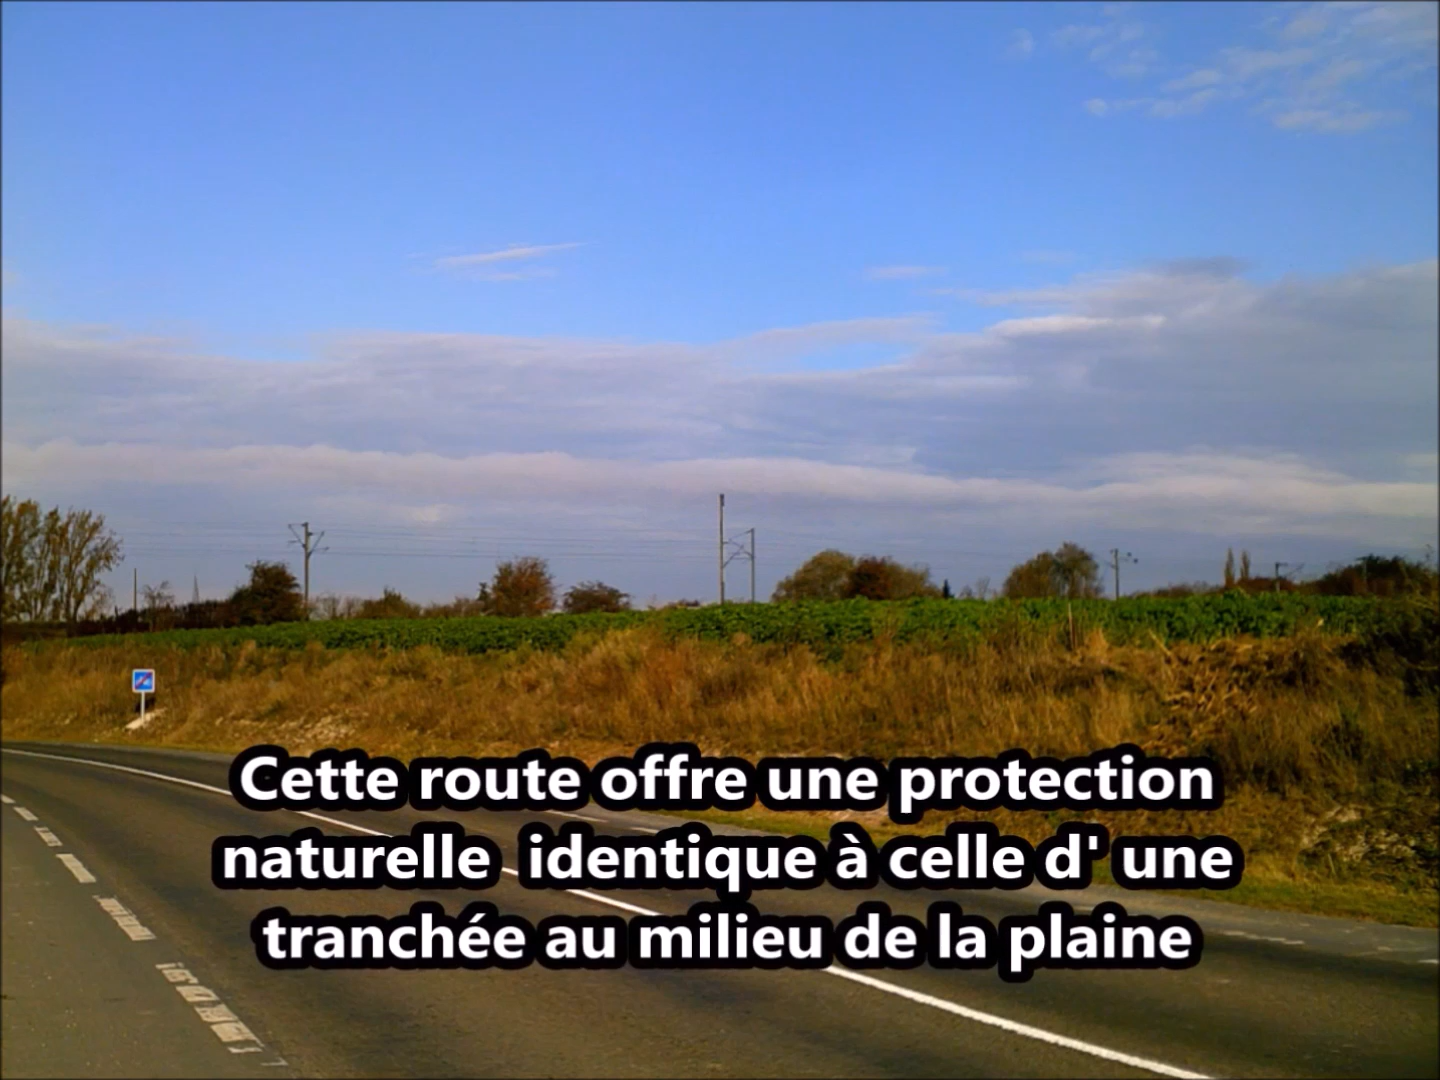 Cette route offre une protection
naturelle  identique à celle d' une
tranchée au milieu de la plaine